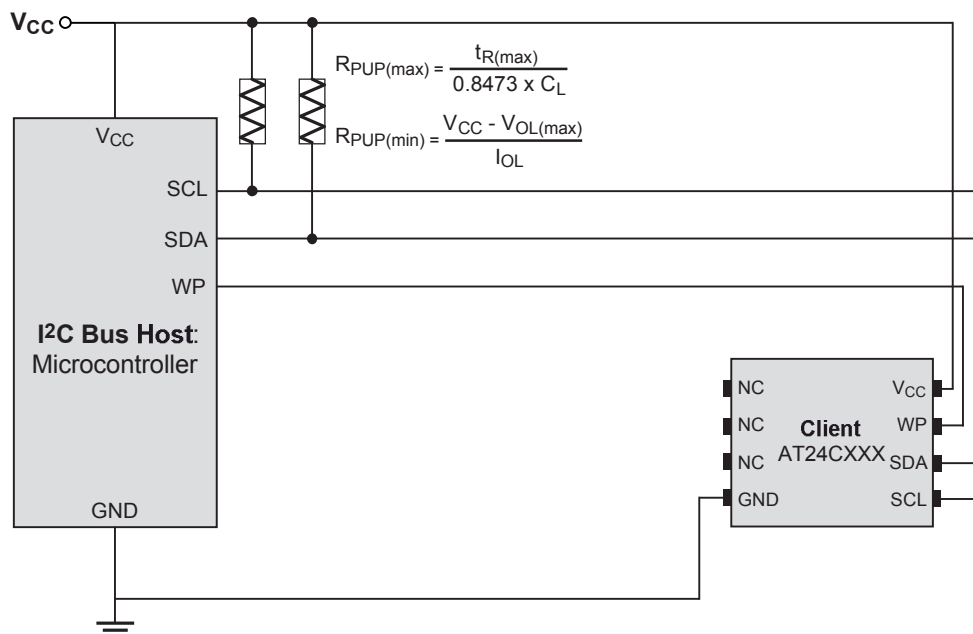 VCC
RPUP(max) = tR(max) / 0.8473 x CL
RPUP(min) = VCC - VOL(max) / IOL
VCC
SCL
SDA
WP
I²C Bus Host:
Microcontroller
GND
NC
NC
NC
GND
Client
AT24CXXX
VCC
WP
SDA
SCL